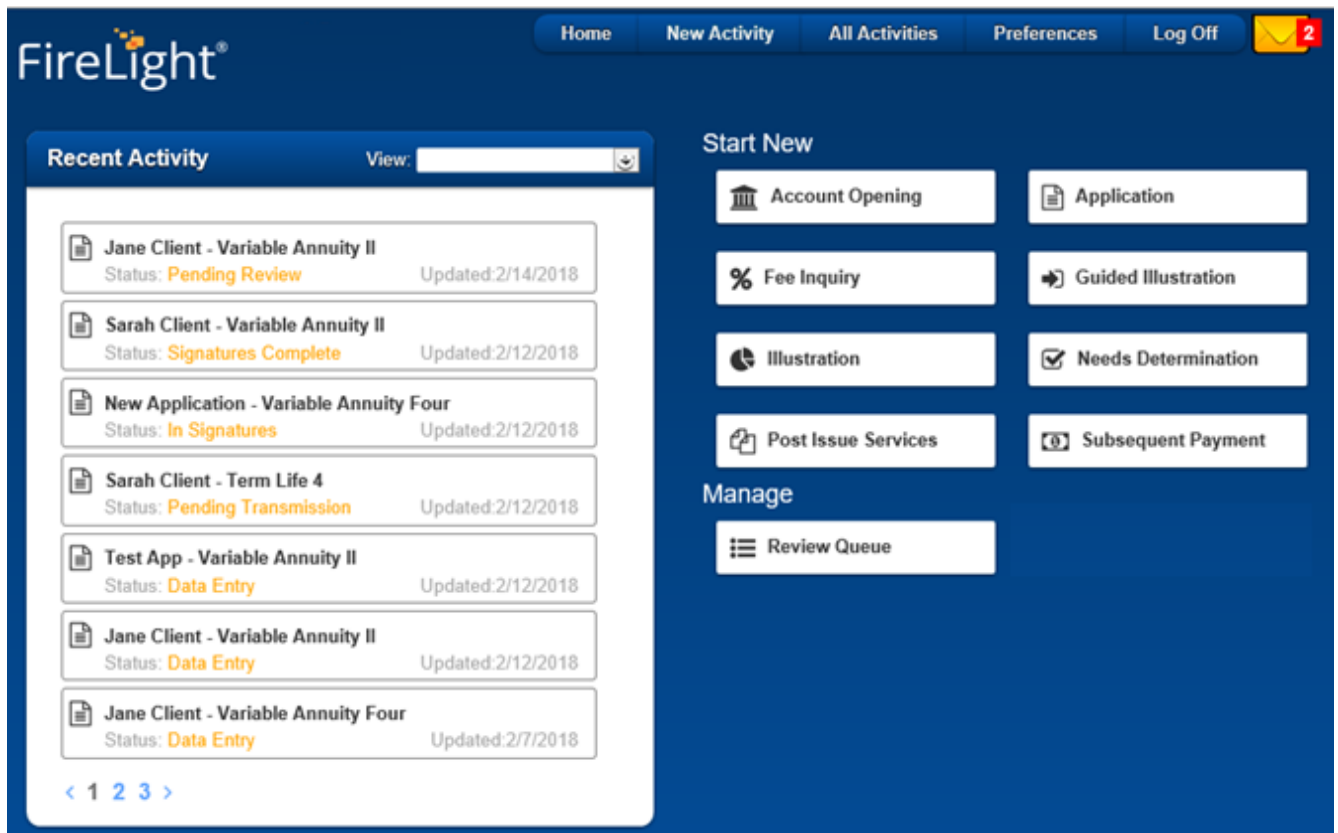 FireLight®
Home New Activity All Activities Preferences Log Off 2
Recent Activity View:
Jane Client - Variable Annuity II
Status: Pending Review Updated:2/14/2018
Sarah Client - Variable Annuity II
Status: Signatures Complete Updated:2/12/2018
New Application - Variable Annuity Four
Status: In Signatures Updated:2/12/2018
Sarah Client - Term Life 4
Status: Pending Transmission Updated:2/12/2018
Test App - Variable Annuity II
Status: Data Entry Updated:2/12/2018
Jane Client - Variable Annuity II
Status: Data Entry Updated:2/12/2018
Jane Client - Variable Annuity Four
Status: Data Entry Updated:2/7/2018
< 1 2 3 >
Start New
Account Opening Application
% Fee Inquiry Guided Illustration
Illustration Needs Determination
Post Issue Services Subsequent Payment
Manage
Review Queue